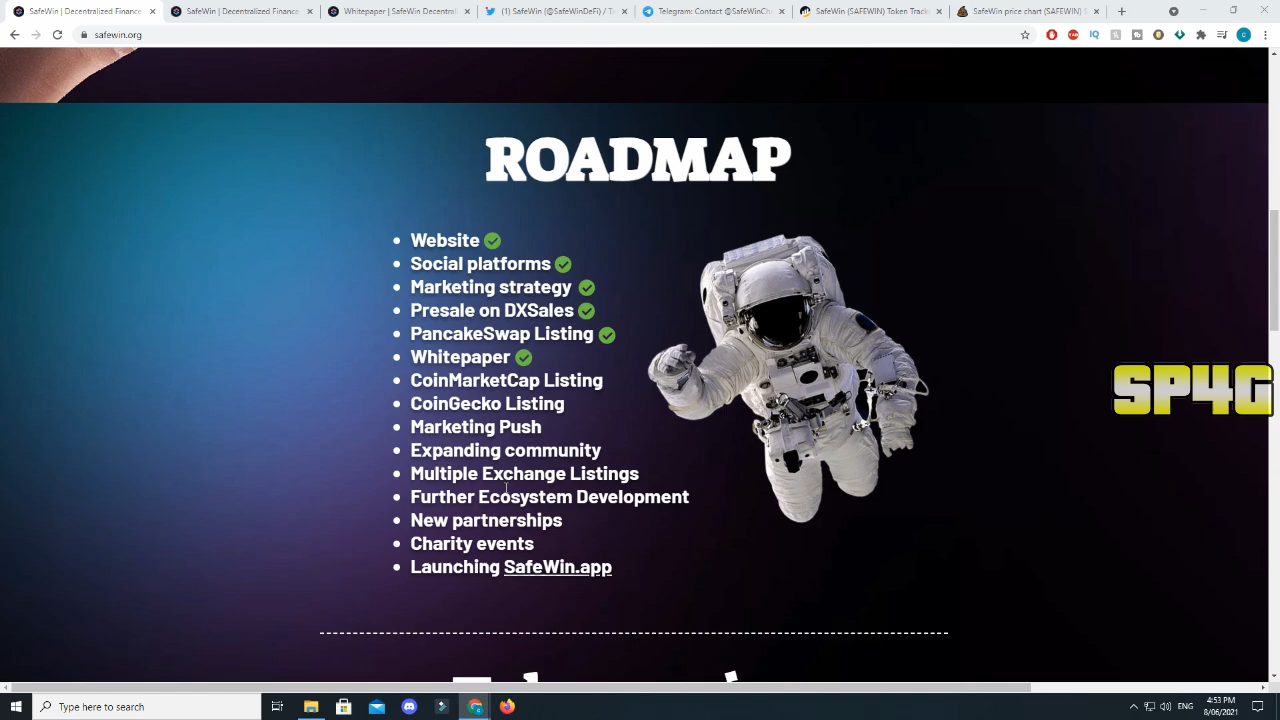 SafeWin | Decentralized Finance
SafeWin | Decentralized Finance
Whitepaper | SafeWin Decentral
(1) SafeWin (@SafeWinDeFi) / Tw
Telegram: Contact @SafeWinCha
SafeWin (SAFEWIN) Token Track
SafeWin price chart (SAFEWIN)
safewin.org
ROADMAP
Website
Social platforms
Marketing strategy
Presale on DXSales
PancakeSwap Listing
Whitepaper
CoinMarketCap Listing
CoinGecko Listing
Marketing Push
Expanding community
Multiple Exchange Listings
Further Ecosystem Development
New partnerships
Charity events
Launching SafeWin.app
SP4G
Type here to search
ENG
4:53 PM
8/06/2021